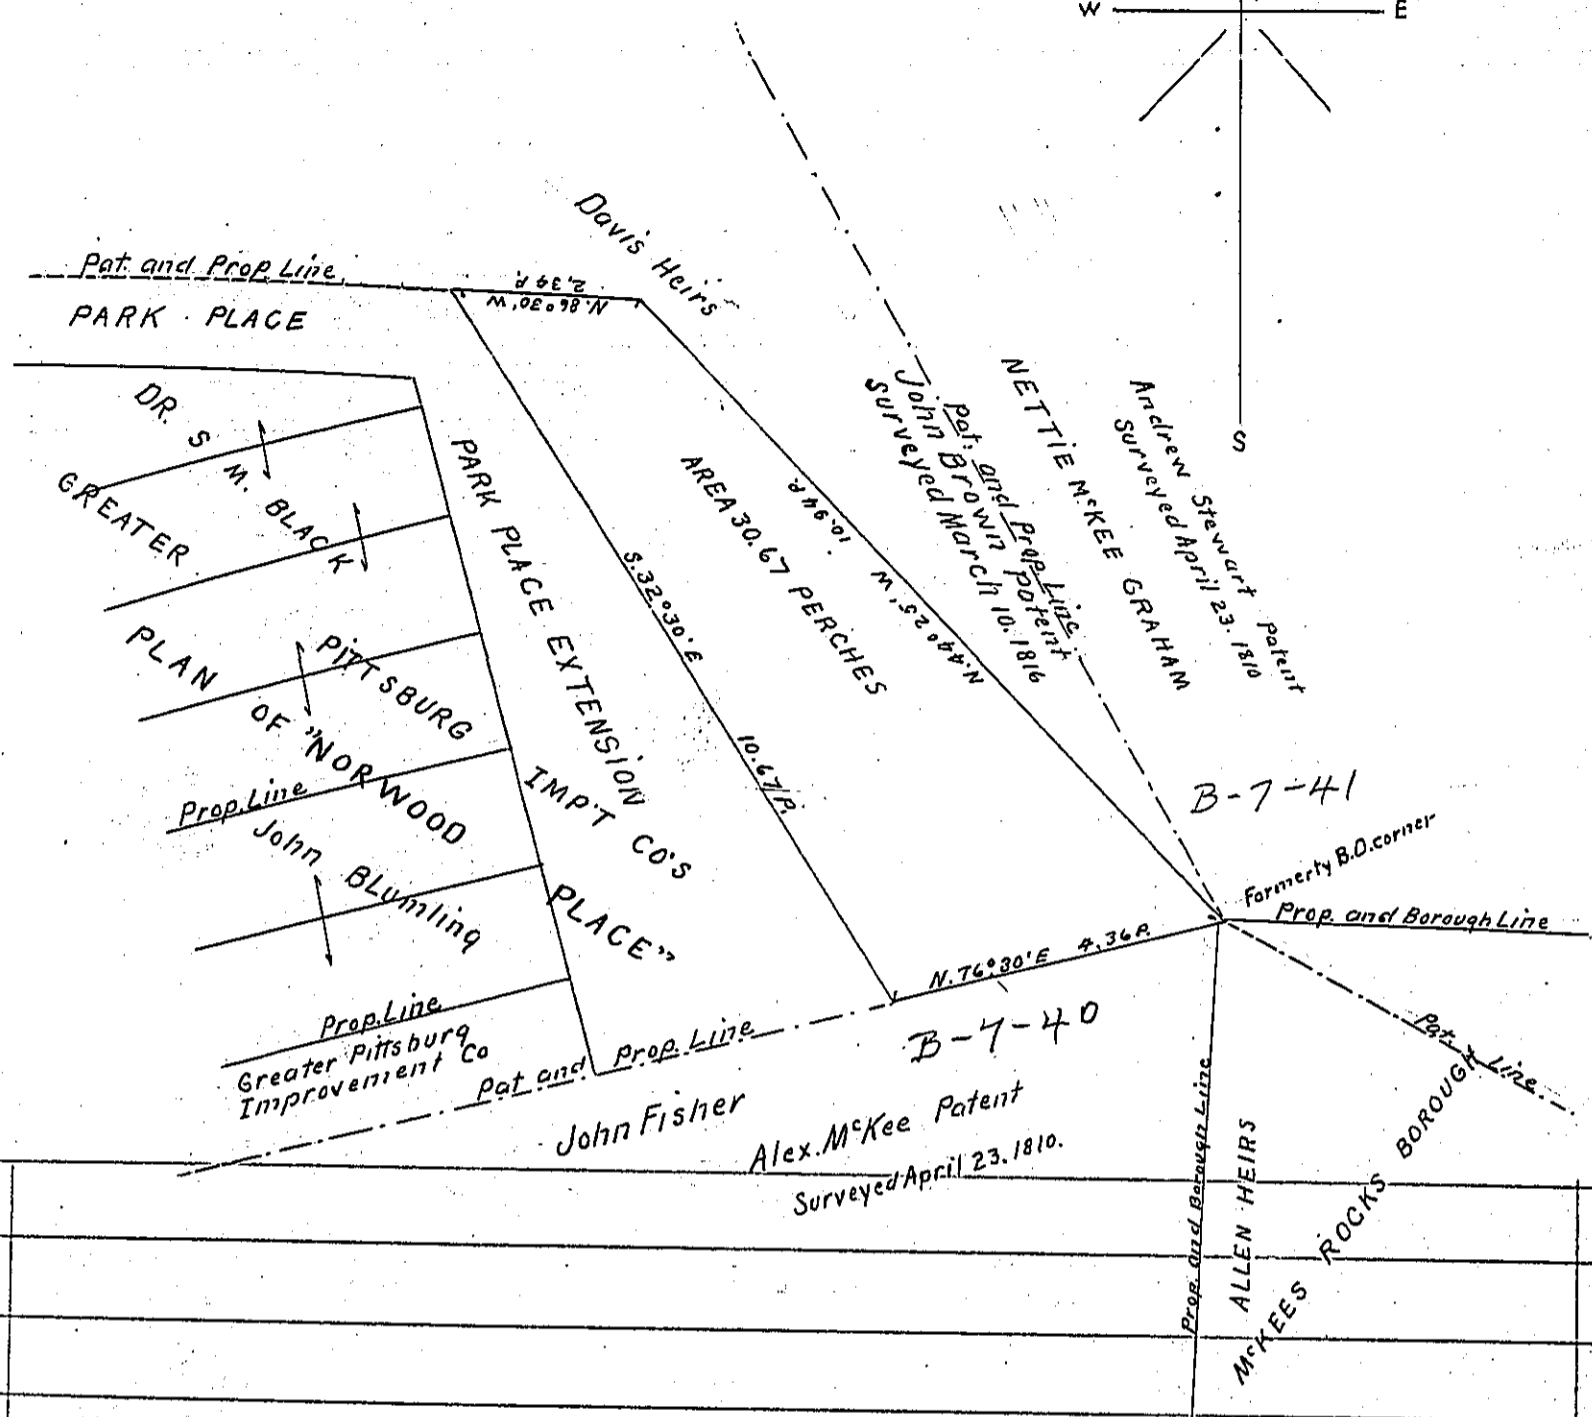 W E
S
Davis Heirs
Pat. and Prop. Line
2.34 P.
N. 86° 30' W
PARK PLACE
DR. S M. BLACK
GREATER PITTSBURG IMP'T CO'S
PLAN OF "NORWOOD PLACE"
PARK PLACE EXTENSION
AREA 30.67 PERCHES
S. 32° 30' E
10.67 P.
N. 44° 25' W
10.94 P.
Pat. and Prop. Line
John Brown patent
Surveyed March 10. 1816
NETTIE McKEE GRAHAM
Andrew Stewart patent
Surveyed April 23. 1810
B-7-41
Formerly B.O. corner
Prop. and Borough Line
N. 76° 30' E 4.36 P.
B-7-40
Prop. Line
John Blumling
Prop. Line
Greater Pittsburg
Improvement Co
Pat and Prop. Line
John Fisher
Alex. McKee Patent
Surveyed April 23. 1810.
Prop. and Borough Line
ALLEN HEIRS
McKEES ROCKS BOROUGH
Pat. Line